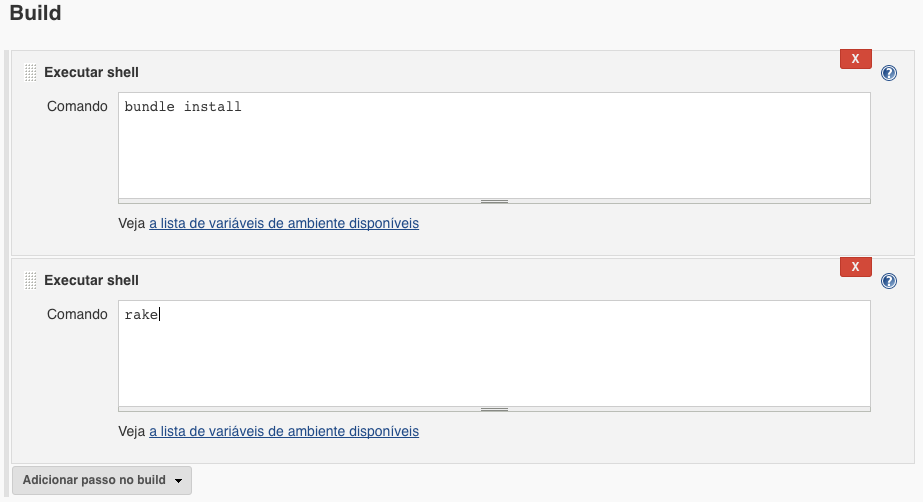 Build
X
Executar shell
?
Comando
bundle install
Veja a lista de variáveis de ambiente disponíveis
X
Executar shell
?
Comando
rake
Veja a lista de variáveis de ambiente disponíveis
Adicionar passo no build